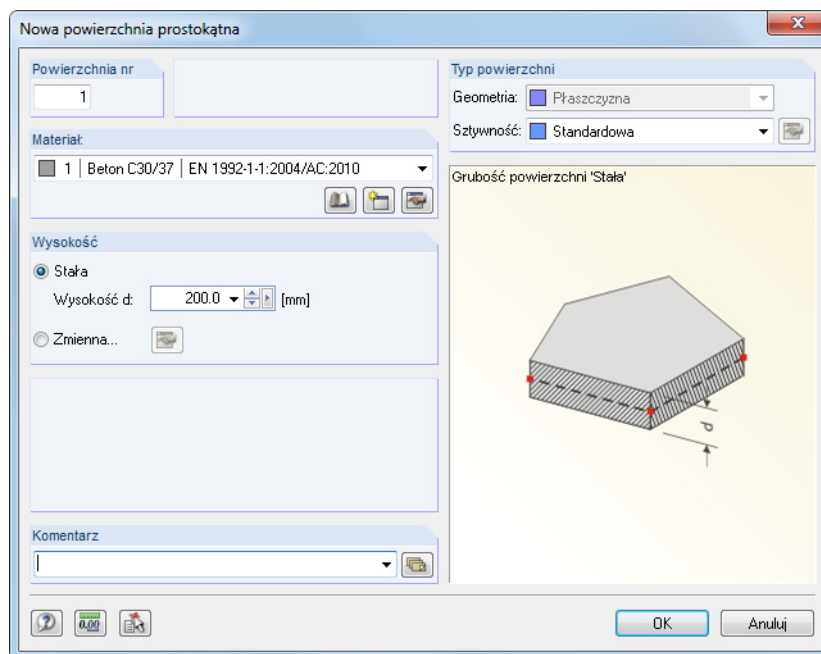 Nowa powierzchnia prostokątna
Powierzchnia nr
1
Materiał:
1 | Beton C30/37 | EN 1992-1-1:2004/AC:2010
Wysokość
Stała
Wysokość d: 200.0 [mm]
Zmienna...
Komentarz
Typ powierzchni
Geometria: Płaszczyzna
Sztywność: Standardowa
Grubość powierzchni 'Stała'
d
0.00
OK Anuluj